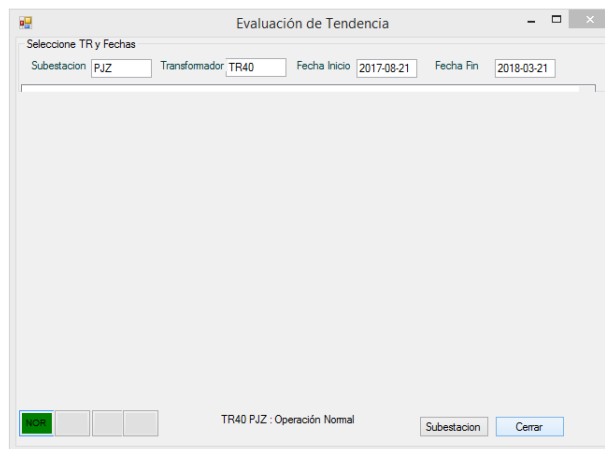 Evaluación de Tendencia
Seleccione TR y Fechas
Subestacion PJZ Transformador TR40 Fecha Inicio 2017-08-21 Fecha Fin 2018-03-21
NOR TR40 PJZ : Operación Normal Subestacion Cerrar